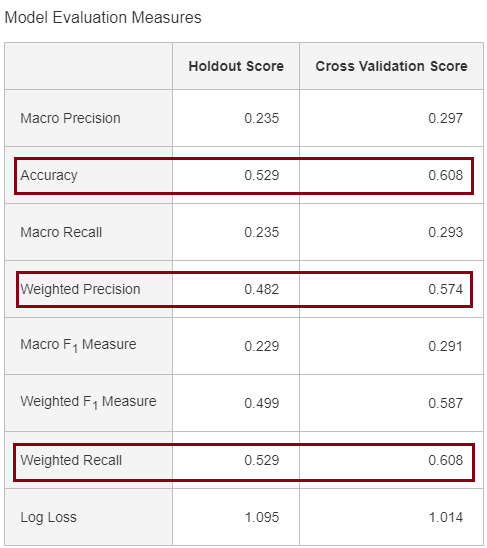 Model Evaluation Measures
Holdout Score Cross Validation Score
Macro Precision 0.235 0.297
Accuracy 0.529 0.608
Macro Recall 0.235 0.293
Weighted Precision 0.482 0.574
Macro F1 Measure 0.229 0.291
Weighted F1 Measure 0.499 0.587
Weighted Recall 0.529 0.608
Log Loss 1.095 1.014